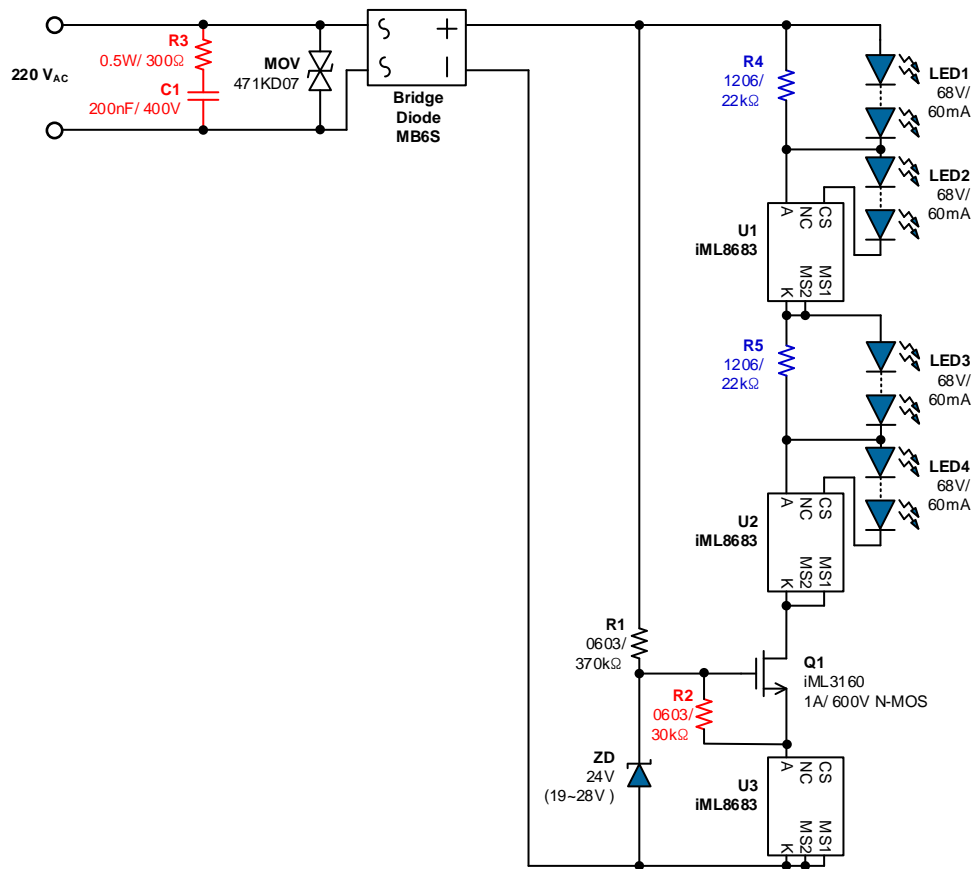 220 VAC
R3
0.5W/ 300Ω
C1
200nF/ 400V
MOV
471KD07
S
S
+
−
Bridge
Diode
MB6S
R4
1206/
22kΩ
LED1
68V/
60mA
LED2
68V/
60mA
U1
iML8683
A
NC
CS
K
MS2
MS1
R5
1206/
22kΩ
LED3
68V/
60mA
LED4
68V/
60mA
U2
iML8683
A
NC
CS
K
MS2
MS1
R1
0603/
370kΩ
R2
0603/
30kΩ
Q1
iML3160
1A/ 600V N-MOS
ZD
24V
(19~28V )
U3
iML8683
A
NC
CS
K
MS2
MS1